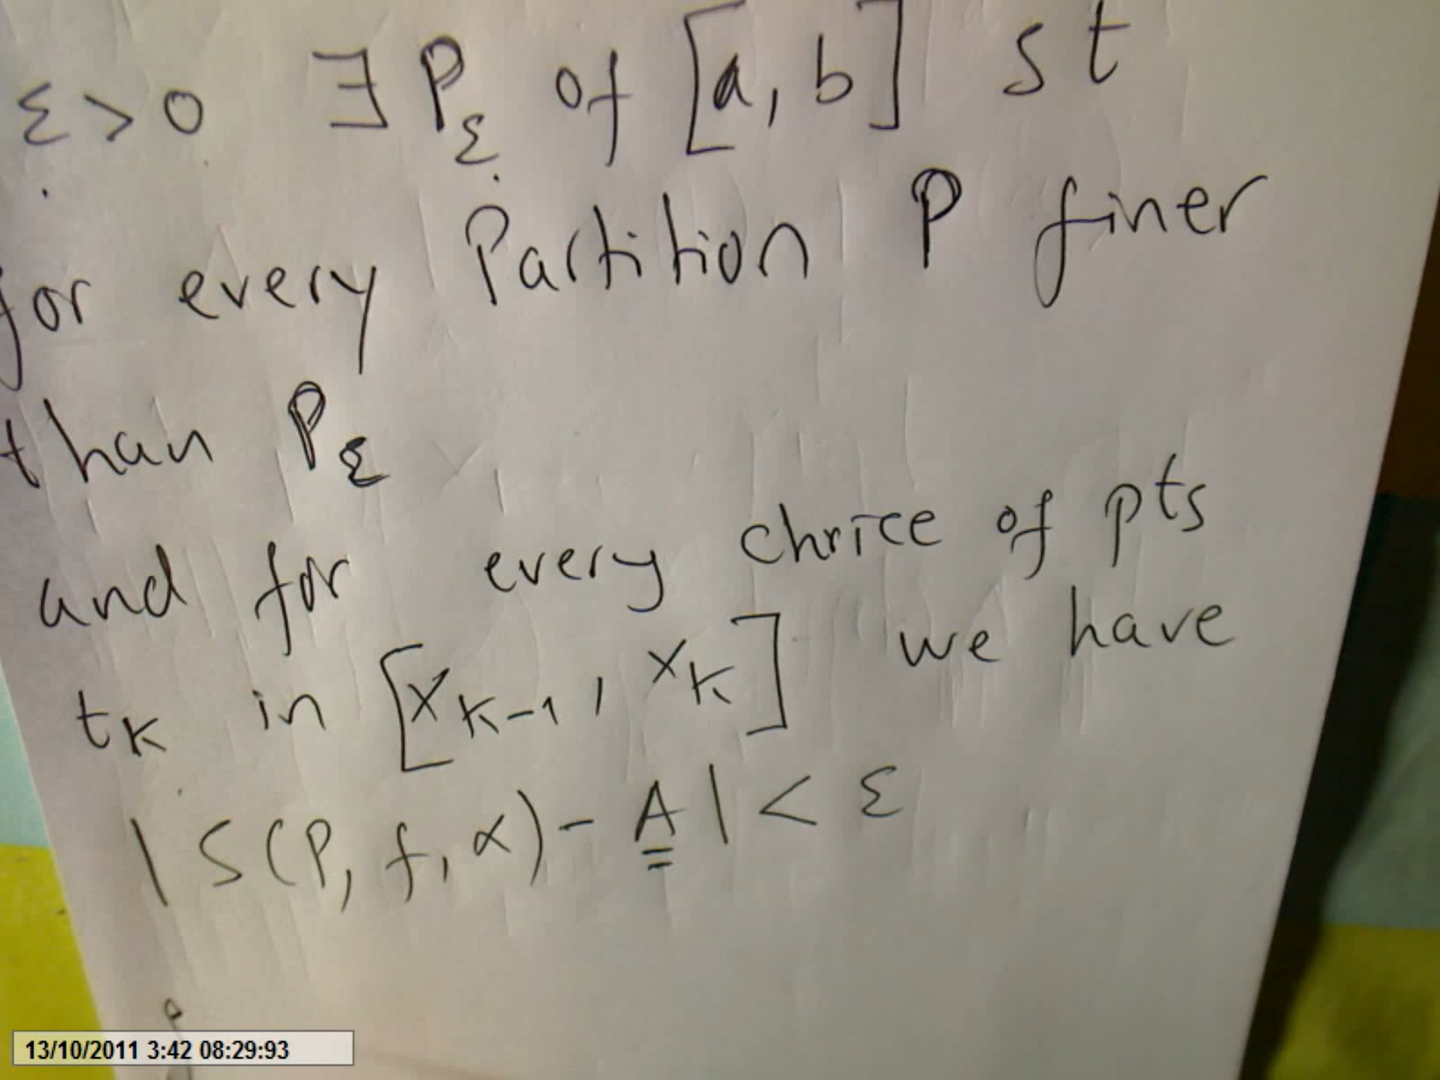 ε>0 ∃ P_ε of [a, b] st
for every Partition P finer
than P_ε
and for every choice of pts
t_K in [x_{K-1}, x_K] we have
|S(P, f, α) - A| < ε
13/10/2011 3:42 08:29:93